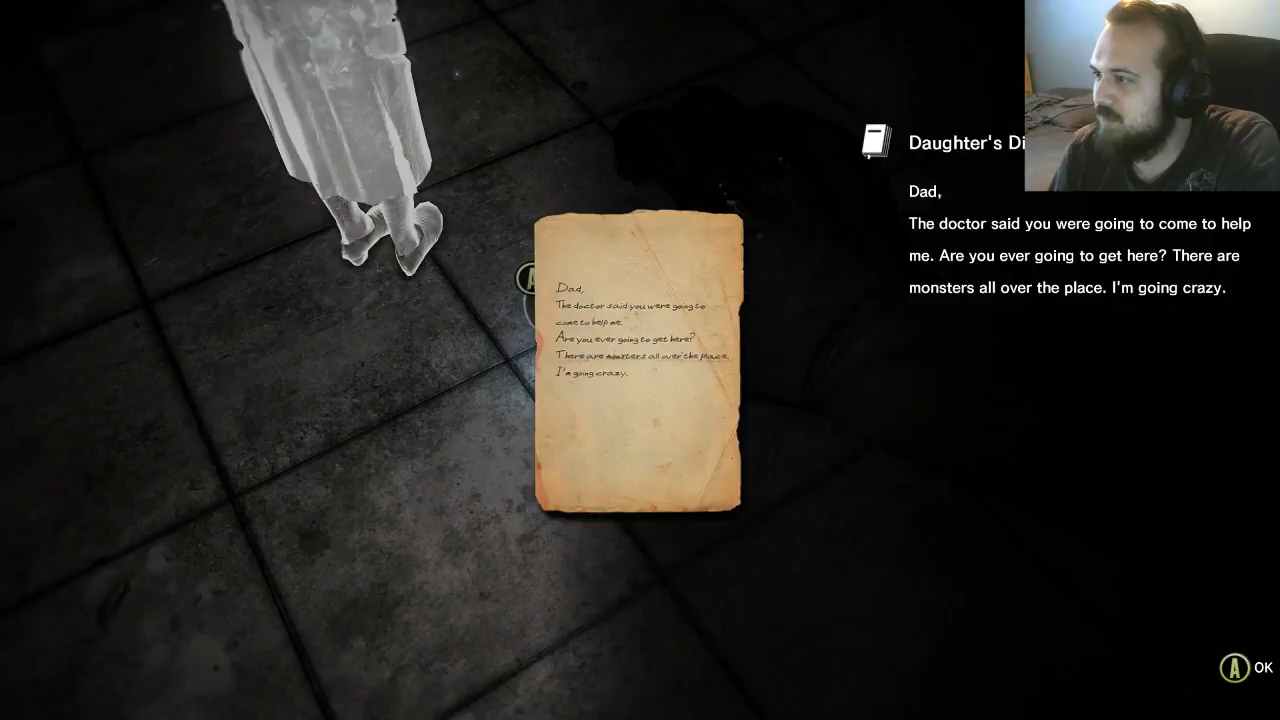 Daughter's Di
Dad,
The doctor said you were going to come to help
me. Are you ever going to get here? There are
monsters all over the place. I'm going crazy.
Dad,
The doctor said you were going to
come to help me.
Are you ever going to get here?
There are monsters all over the place.
I'm going crazy.
A
A OK